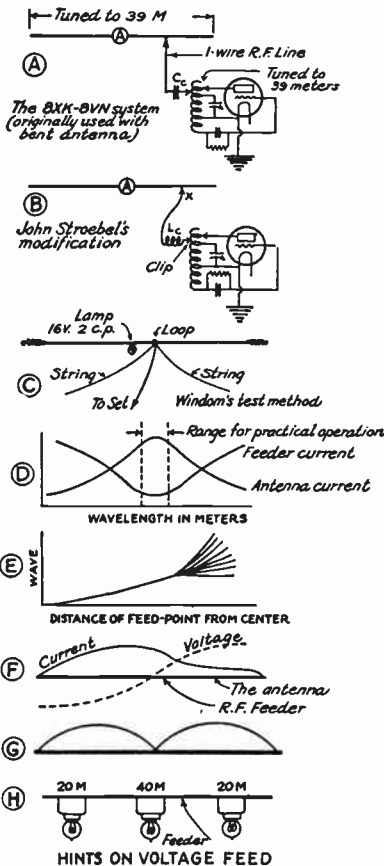 Tuned to 39 M
A
A
1-wire R.F. Line
Cc
Tuned to
39 meters
The 8XK-8VN system
(originally used with
bent antenna)
A
B
X
John Stroebel's
modification
Lc
Clip
Lamp
16V. 2 c.p.
Loop
C
String
String
To Set
Windom's test method
D
Range for practical operation
Feeder current
Antenna current
WAVELENGTH IN METERS
E
WAVE
DISTANCE OF FEED-POINT FROM CENTER
F
Current
Voltage
The antenna
R.F. Feeder
G
H
20 M
40 M
20 M
Feeder
HINTS ON VOLTAGE FEED